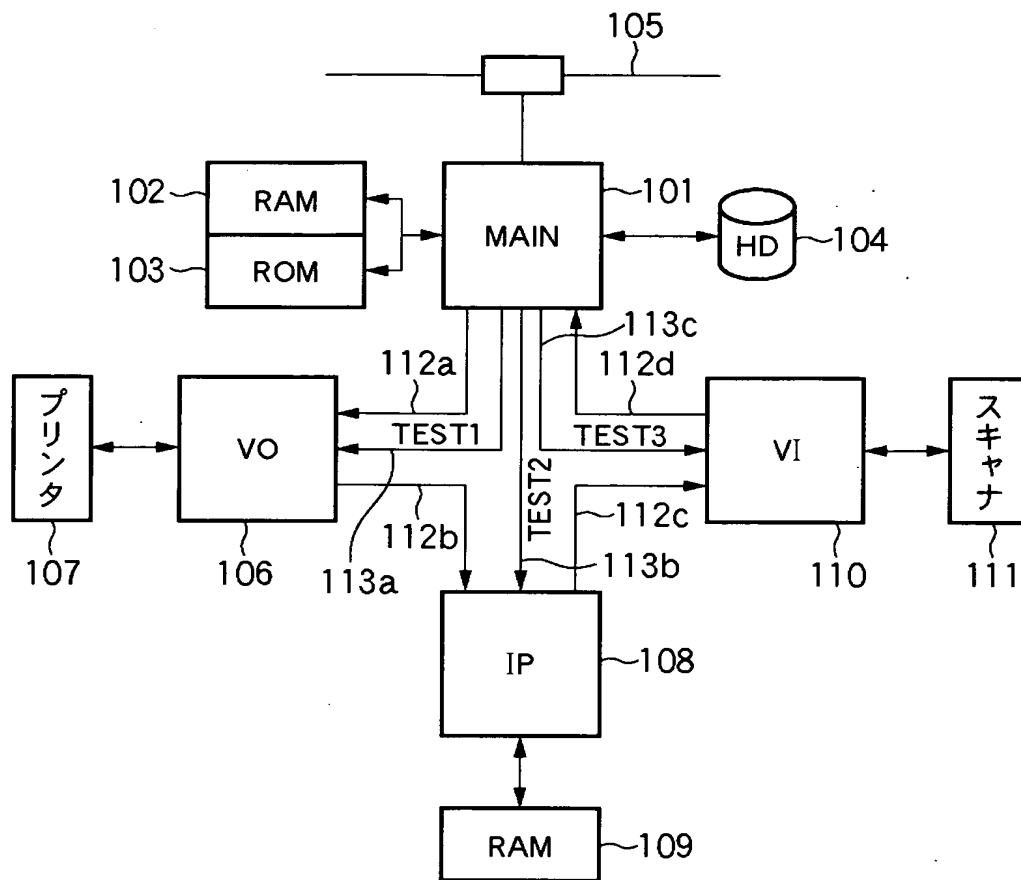 105
102
RAM
103
ROM
MAIN
101
HD
104
113c
112a
112d
プリンタ
VO
TEST1
TEST2
TEST3
VI
スキャナ
112b
112c
107
106
113a
113b
110
111
IP
108
RAM
109